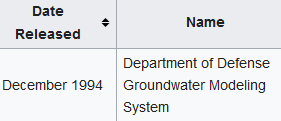 Date
Released
Name
December 1994
Department of Defense
Groundwater Modeling
System